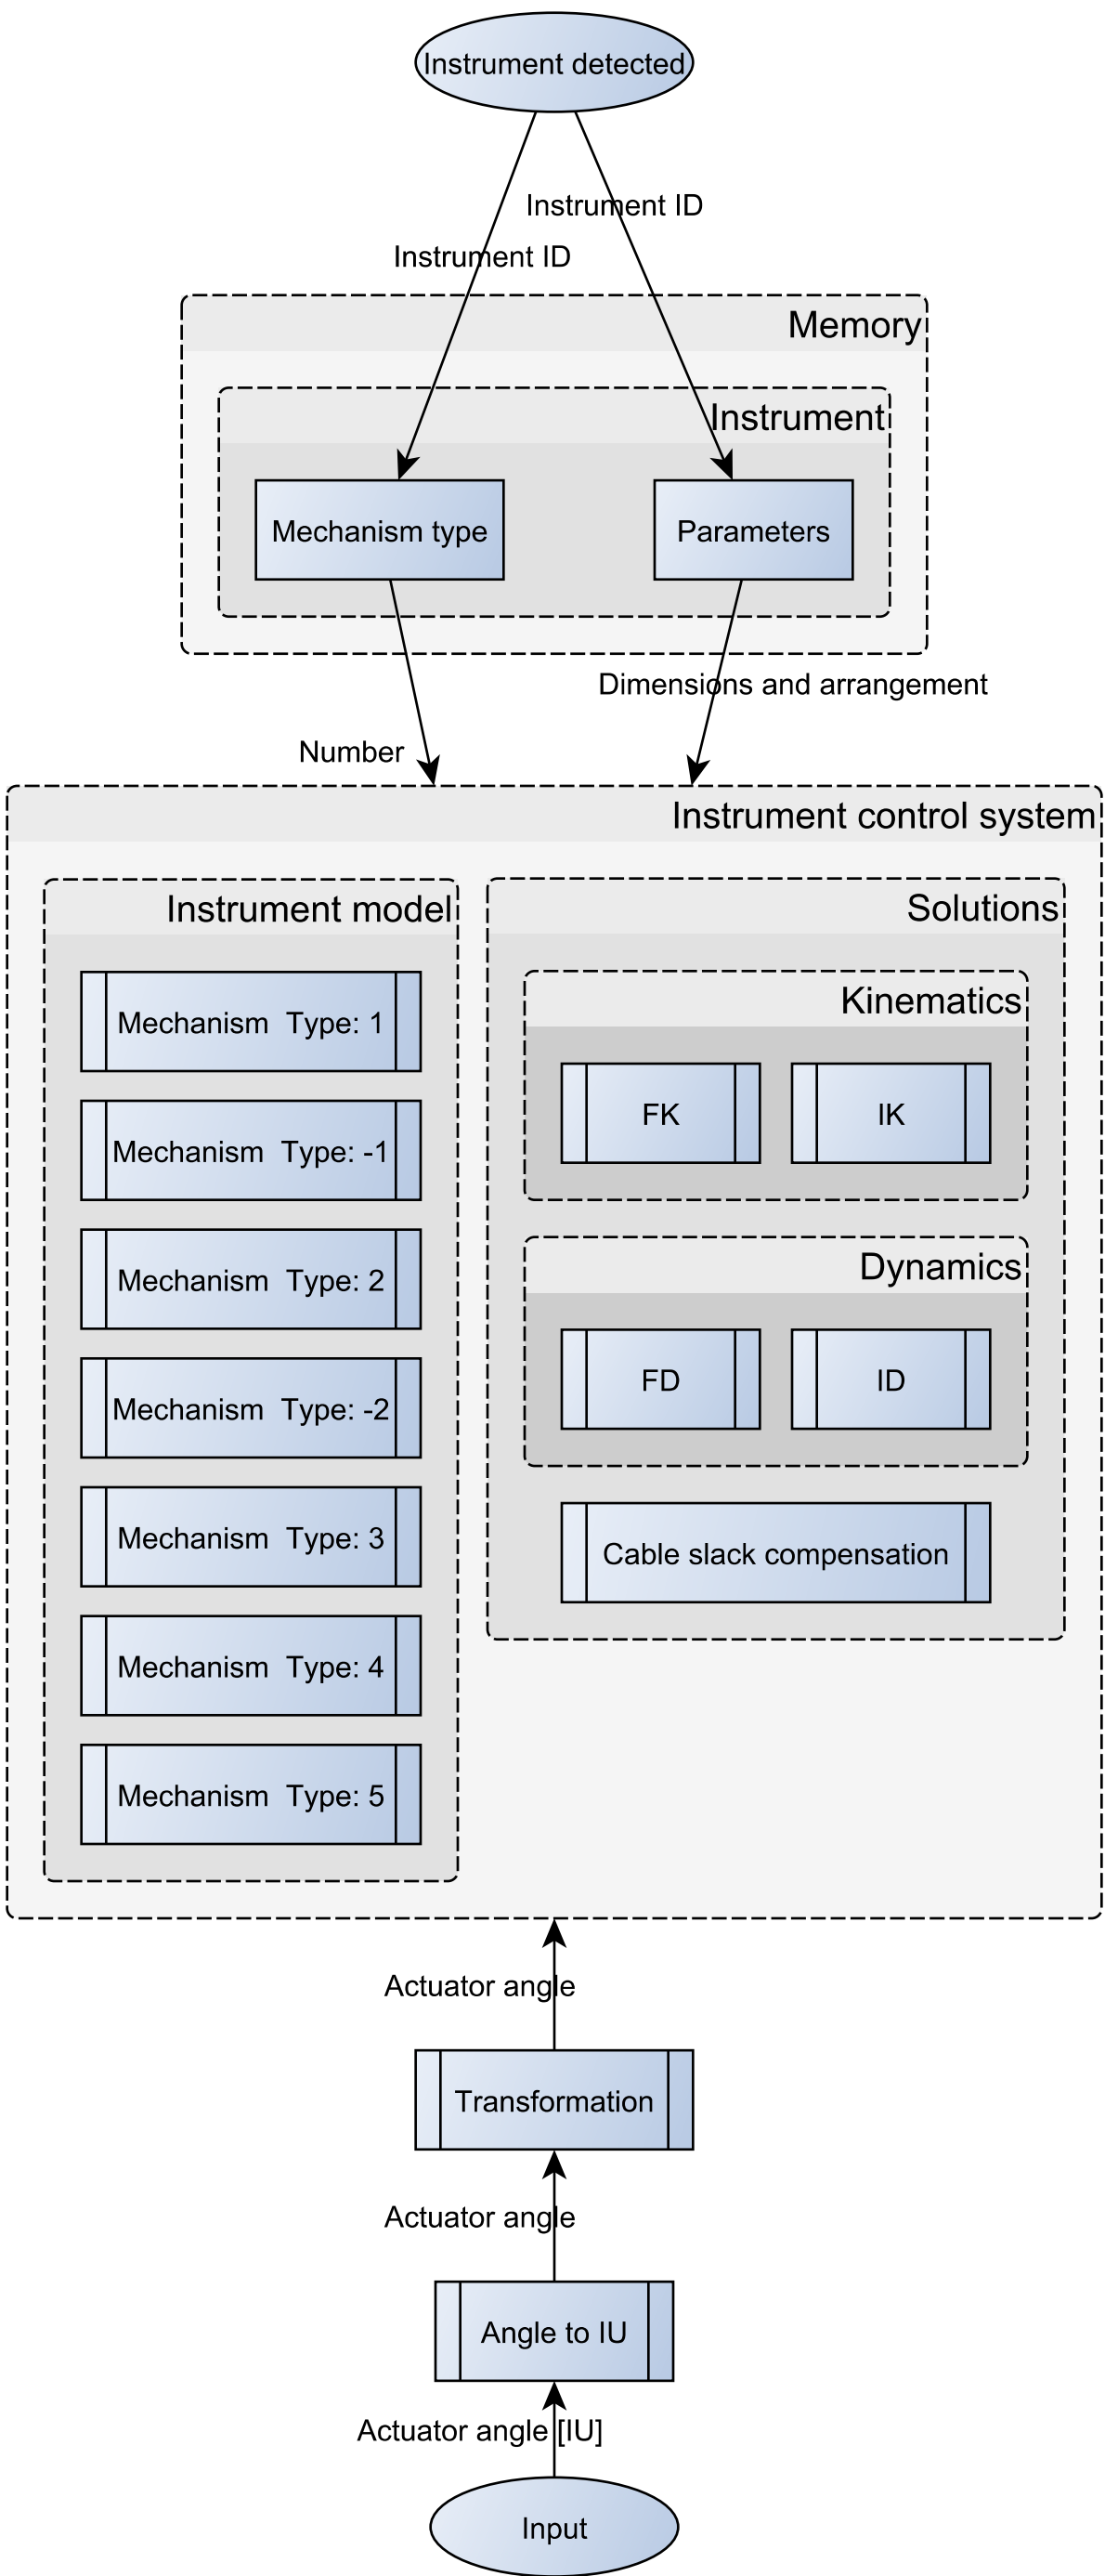 Instrument detected
Instrument ID
Instrument ID
Memory
Instrument
Mechanism type
Parameters
Dimensions and arrangement
Number
Instrument control system
Instrument model
Mechanism  Type: 1
Mechanism  Type: -1
Mechanism  Type: 2
Mechanism  Type: -2
Mechanism  Type: 3
Mechanism  Type: 4
Mechanism  Type: 5
Solutions
Kinematics
FK
IK
Dynamics
FD
ID
Cable slack compensation
Actuator angle
Transformation
Actuator angle
Angle to IU
Actuator angle [IU]
Input